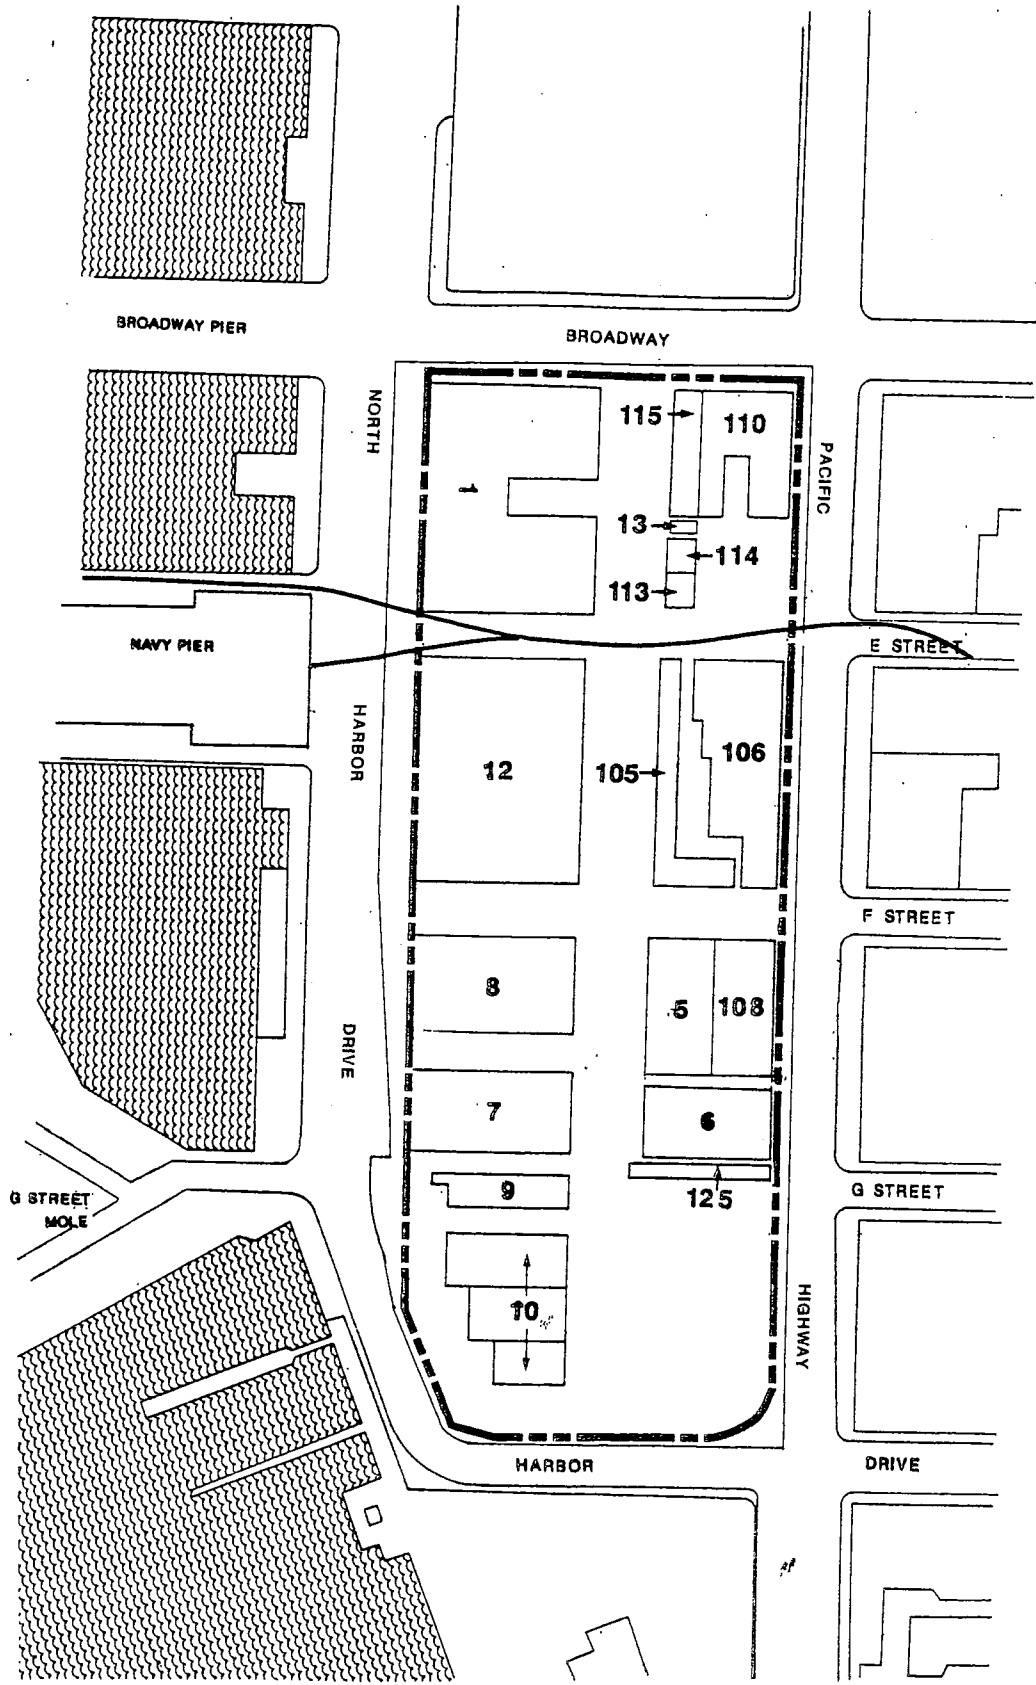 BROADWAY PIER
BROADWAY
NORTH
115
110
PACIFIC
1
13
114
113
NAVY PIER
E STREET
HARBOR
12
105
106
F STREET
8
5
108
DRIVE
7
6
9
125
G STREET
G STREET
MOLE
10
HIGHWAY
HARBOR
DRIVE